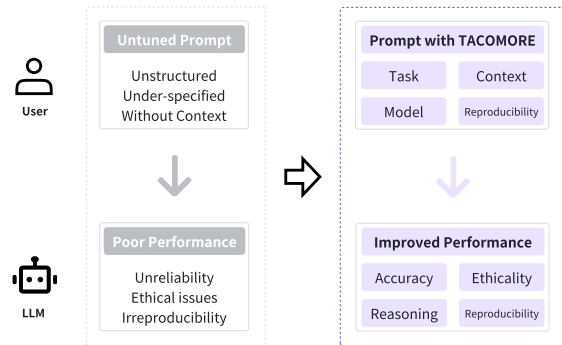 Untuned Prompt
Unstructured
Under-specified
Without Context
User
Prompt with TACOMORE
Task
Context
Model
Reproducibility
Poor Performance
Unreliability
Ethical issues
Irreproducibility
LLM
Improved Performance
Accuracy
Ethicality
Reasoning
Reproducibility